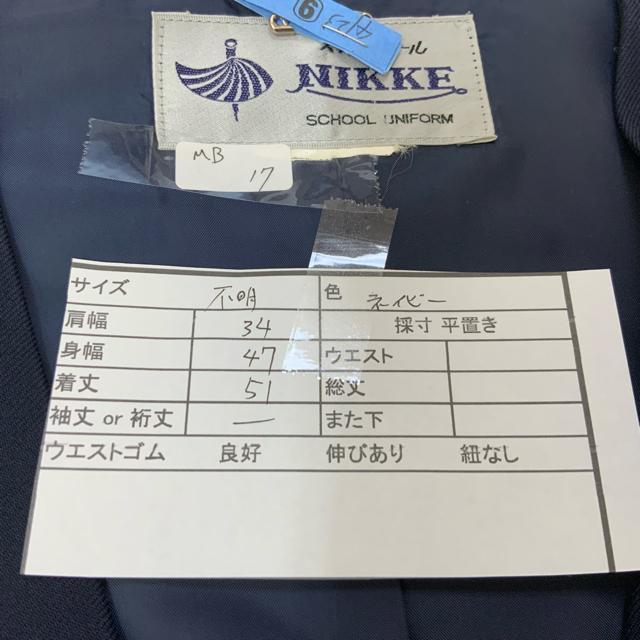 ⑥
NIKKE
SCHOOL UNIFORM
MB
17
サイズ 不明 色 ネイビー
肩幅 34 採寸 平置き
身幅 47 ウエスト
着丈 51 総丈
袖丈 or 裄丈 — また下
ウエストゴム 良好 伸びあり 紐なし